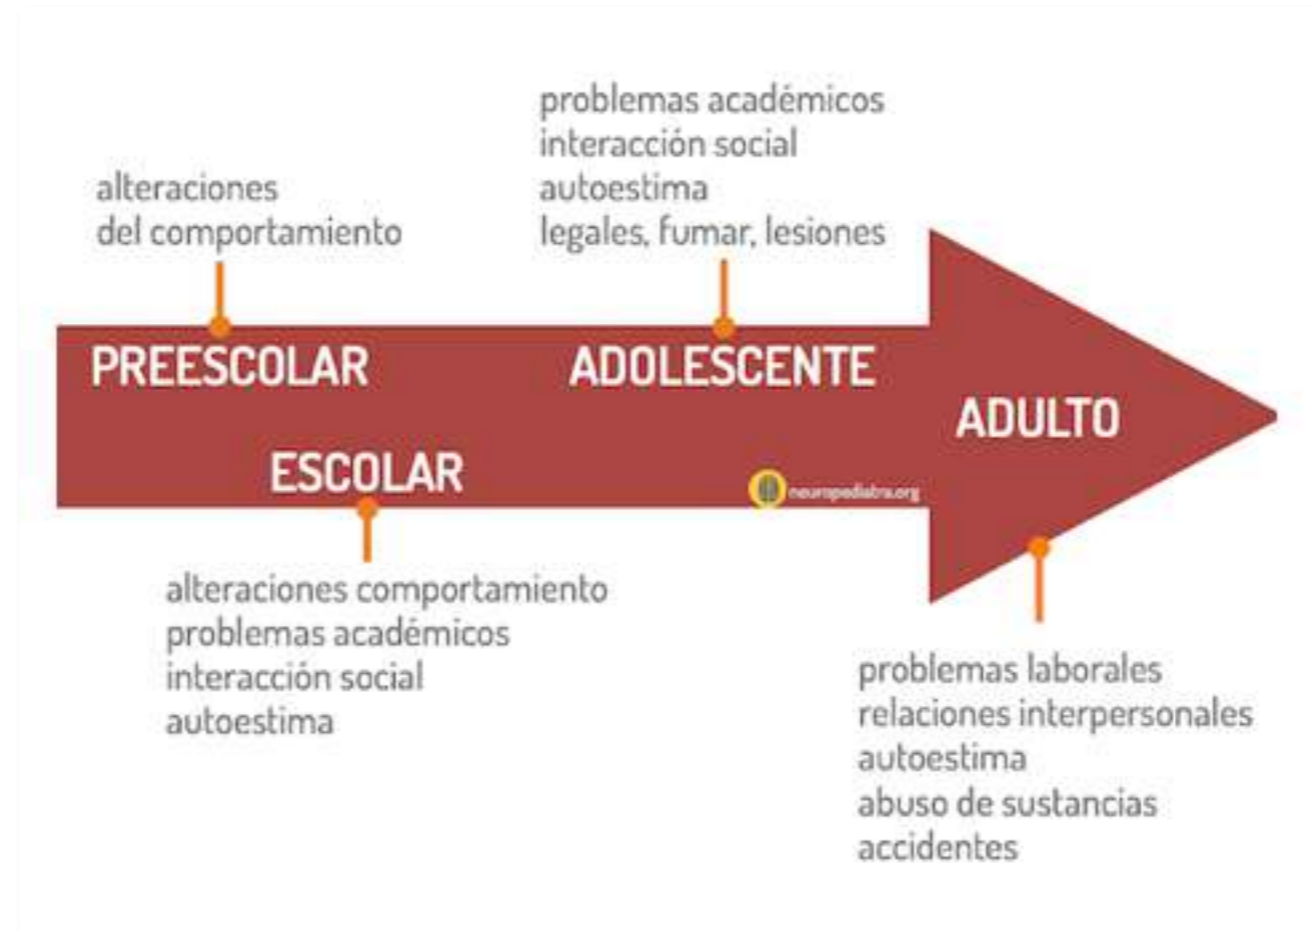 problemas académicos
interacción social
autoestima
legales, fumar, lesiones
alteraciones
del comportamiento
PREESCOLAR
ADOLESCENTE
ADULTO
ESCOLAR
neuropediatra.org
alteraciones comportamiento
problemas académicos
interacción social
autoestima
problemas laborales
relaciones interpersonales
autoestima
abuso de sustancias
accidentes